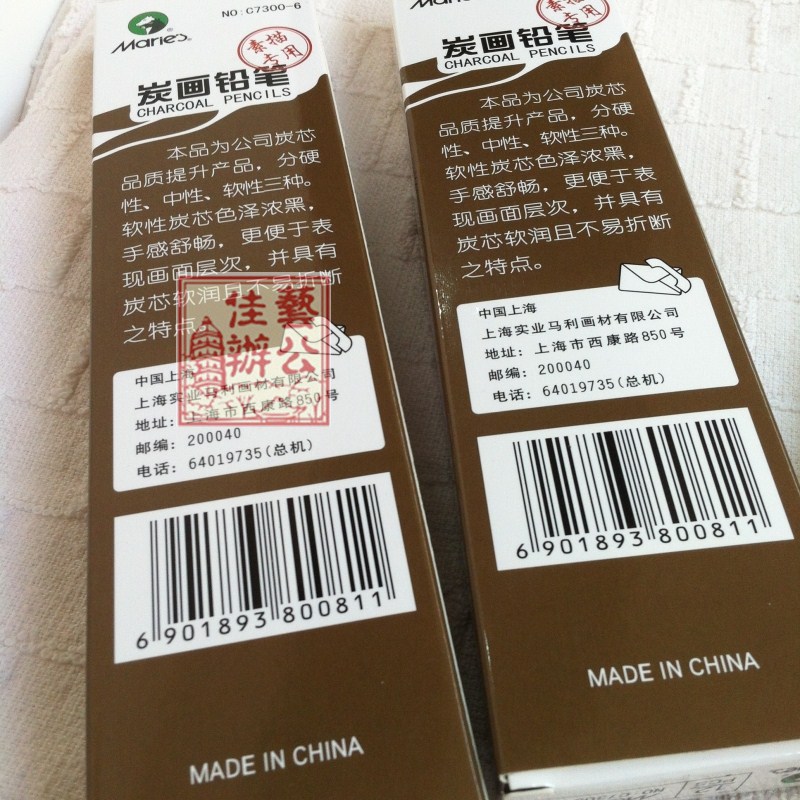 Marie's
NO:C7300-6
素描
专用
炭画铅笔
CHARCOAL PENCILS
本品为公司炭芯
品质提升产品，分硬
性、中性、软性三种。
软性炭芯色泽浓黑，
手感舒畅，更便于表
现画面层次，并具有
炭芯软润且不易折断
之特点。
佳藝
辦公
中国上海
上海实业马利画材有限公司
地址：上海市西康路850号
邮编：200040
电话：64019735(总机)
6 901893 800811
MADE IN CHINA
Marie's
素描
专用
炭画铅笔
CHARCOAL PENCILS
本品为公司炭芯
品质提升产品，分硬
性、中性、软性三种。
软性炭芯色泽浓黑，
手感舒畅，更便于表
现画面层次，并具有
炭芯软润且不易折断
之特点。
中国上海
上海实业马利画材有限公司
地址：上海市西康路850号
邮编：200040
电话：64019735(总机)
6 901893 800811
MADE IN CHINA